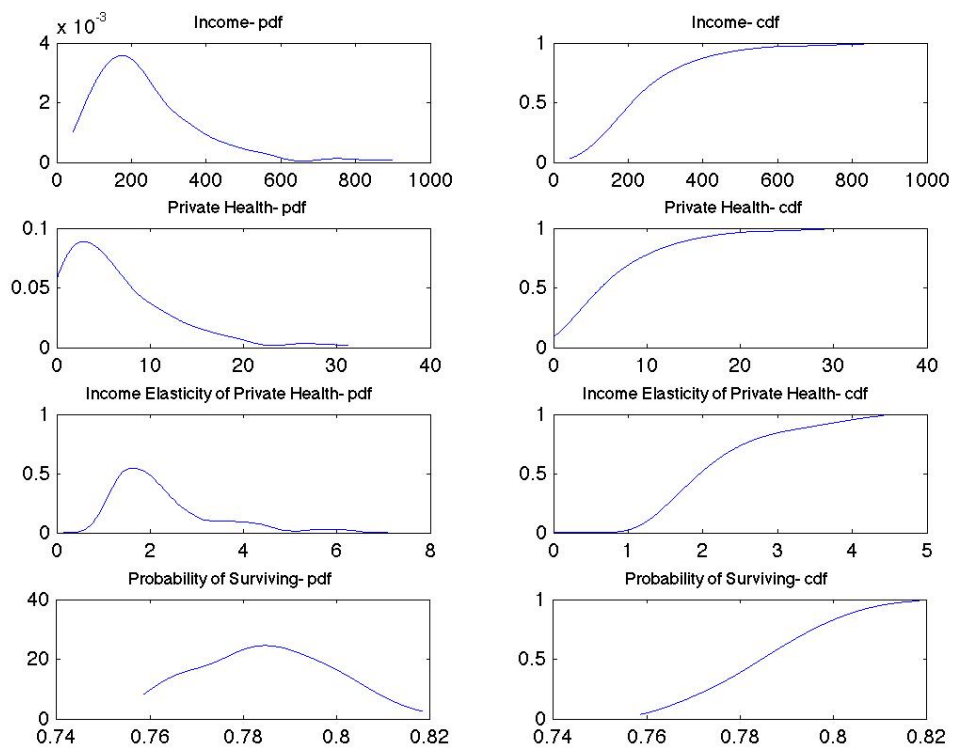 x 10-3
Income- pdf
4
2
0
0 200 400 600 800 1000
Income- cdf
1
0.5
0
0 200 400 600 800 1000
Private Health- pdf
0.1
0.05
0
0 10 20 30 40
Private Health- cdf
1
0.5
0
0 10 20 30 40
Income Elasticity of Private Health- pdf
1
0.5
0
0 2 4 6 8
Income Elasticity of Private Health- cdf
1
0.5
0
0 1 2 3 4 5
Probability of Surviving- pdf
40
20
0
0.74 0.76 0.78 0.8 0.82
Probability of Surviving- cdf
1
0.5
0
0.74 0.76 0.78 0.8 0.82